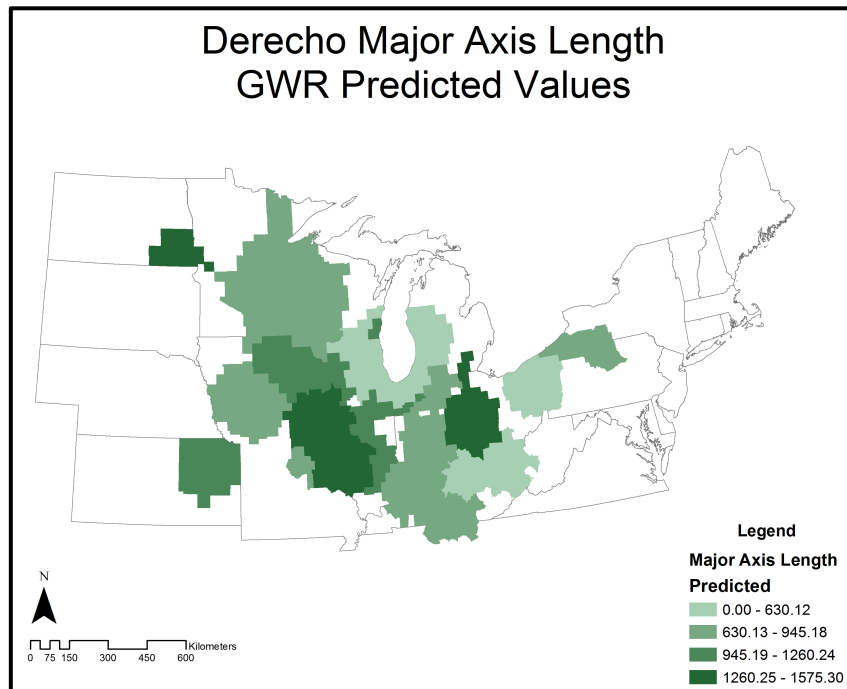 Derecho Major Axis Length
GWR Predicted Values
Legend
Major Axis Length
Predicted
0.00 - 630.12
630.13 - 945.18
945.19 - 1260.24
1260.25 - 1575.30
N
Kilometers
0 75 150 300 450 600